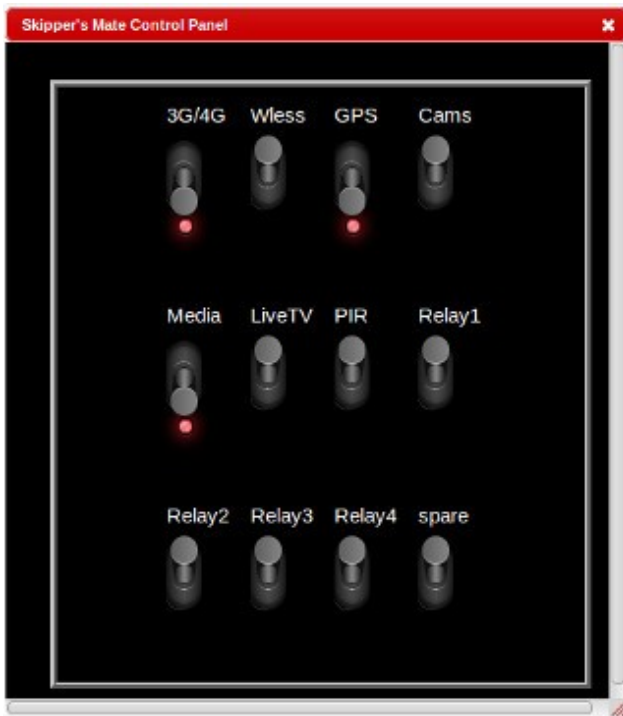 Skipper's Mate Control Panel
3G/4G Wless GPS Cams
Media LiveTV PIR Relay1
Relay2 Relay3 Relay4 spare